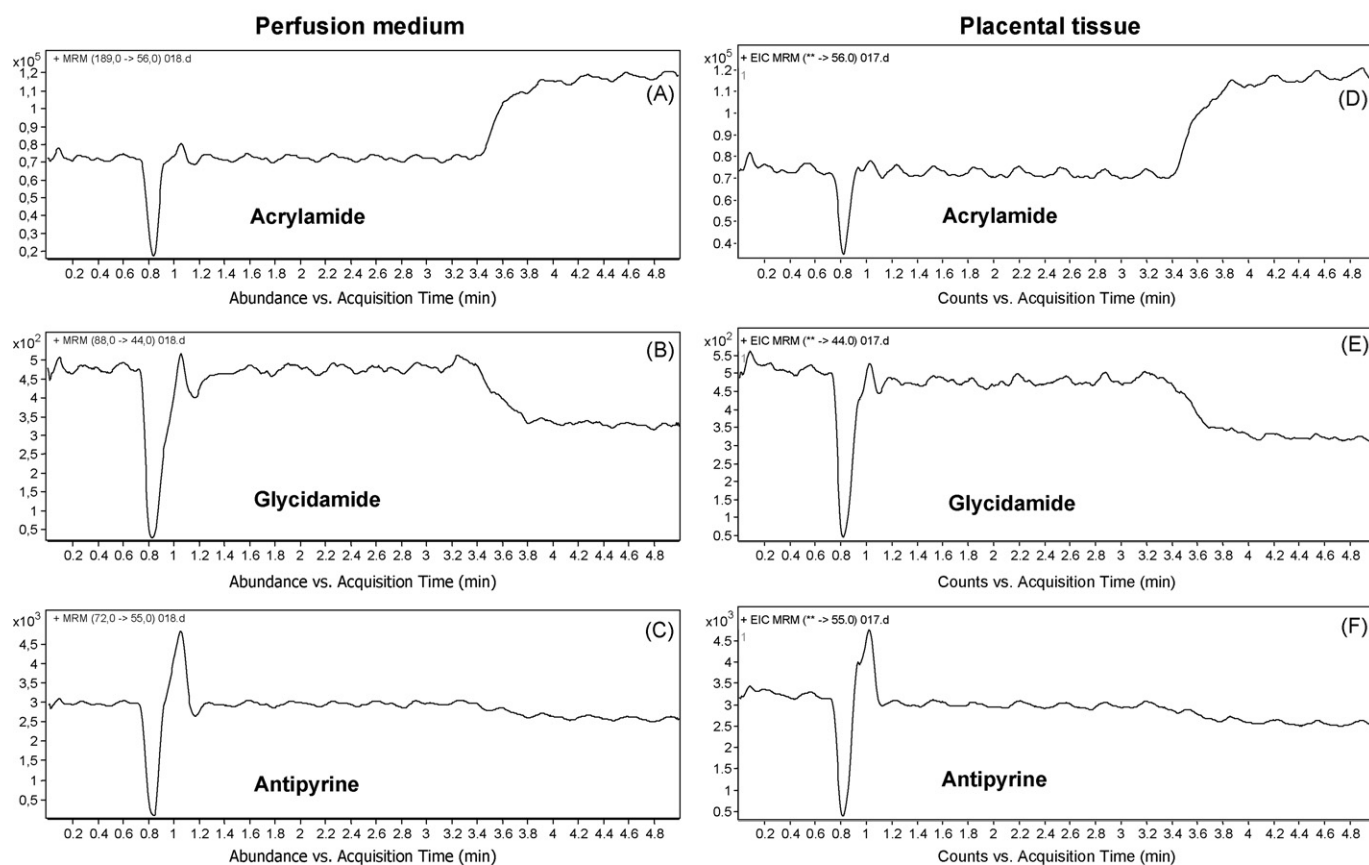 Perfusion medium
x10⁵
+ MRM (189,0 -> 56,0) 018.d
(A)
1,2
1,1
1
0,9
0,8
0,7
0,5
0,4
0,3
0,2
Acrylamide
0.2 0.4 0.6 0.8 1 1.2 1.4 1.6 1.8 2 2.2 2.4 2.6 2.8 3 3.2 3.4 3.6 3.8 4 4.2 4.4 4.6 4.8
Abundance vs. Acquisition Time (min)
x10²
+ MRM (88,0 -> 44,0) 018.d
(B)
5
4,5
4
3,5
3
2,5
2
1,5
1
0,5
Glycidamide
0.2 0.4 0.6 0.8 1 1.2 1.4 1.6 1.8 2 2.2 2.4 2.6 2.8 3 3.2 3.4 3.6 3.8 4 4.2 4.4 4.6 4.8
Abundance vs. Acquisition Time (min)
x10³
+ MRM (72,0 -> 55,0) 018.d
(C)
4,5
4
3,5
3
2.5
2
1,5
1
0,5
Antipyrine
0.2 0.4 0.6 0.8 1 1.2 1.4 1.6 1.8 2 2.2 2.4 2.6 2.8 3 3.2 3.4 3.6 3.8 4 4.2 4.4 4.6 4.8
Abundance vs. Acquisition Time (min)
Placental tissue
x10⁵
+ EIC MRM (** -> 56.0) 017.d
1
(D)
1.2
1.1
1
0.9
0.8
0.7
0.6
0.5
0.4
Acrylamide
0.2 0.4 0.6 0.8 1 1.2 1.4 1.6 1.8 2 2.2 2.4 2.6 2.8 3 3.2 3.4 3.6 3.8 4 4.2 4.4 4.6 4.8
Counts vs. Acquisition Time (min)
x10²
+ EIC MRM (** -> 44.0) 017.d
1
(E)
5.5
5
4.5
4
3.5
3
2.5
2
1.5
1
0.5
Glycidamide
0.2 0.4 0.6 0.8 1 1.2 1.4 1.6 1.8 2 2.2 2.4 2.6 2.8 3 3.2 3.4 3.6 3.8 4 4.2 4.4 4.6 4.8
Counts vs. Acquisition Time (min)
x10³
+ EIC MRM (** -> 55.0) 017.d
1
(F)
4.5
4
3.5
3
2.5
2
1.5
1
0.5
Antipyrine
0.2 0.4 0.6 0.8 1 1.2 1.4 1.6 1.8 2 2.2 2.4 2.6 2.8 3 3.2 3.4 3.6 3.8 4 4.2 4.4 4.6 4.8
Counts vs. Acquisition Time (min)